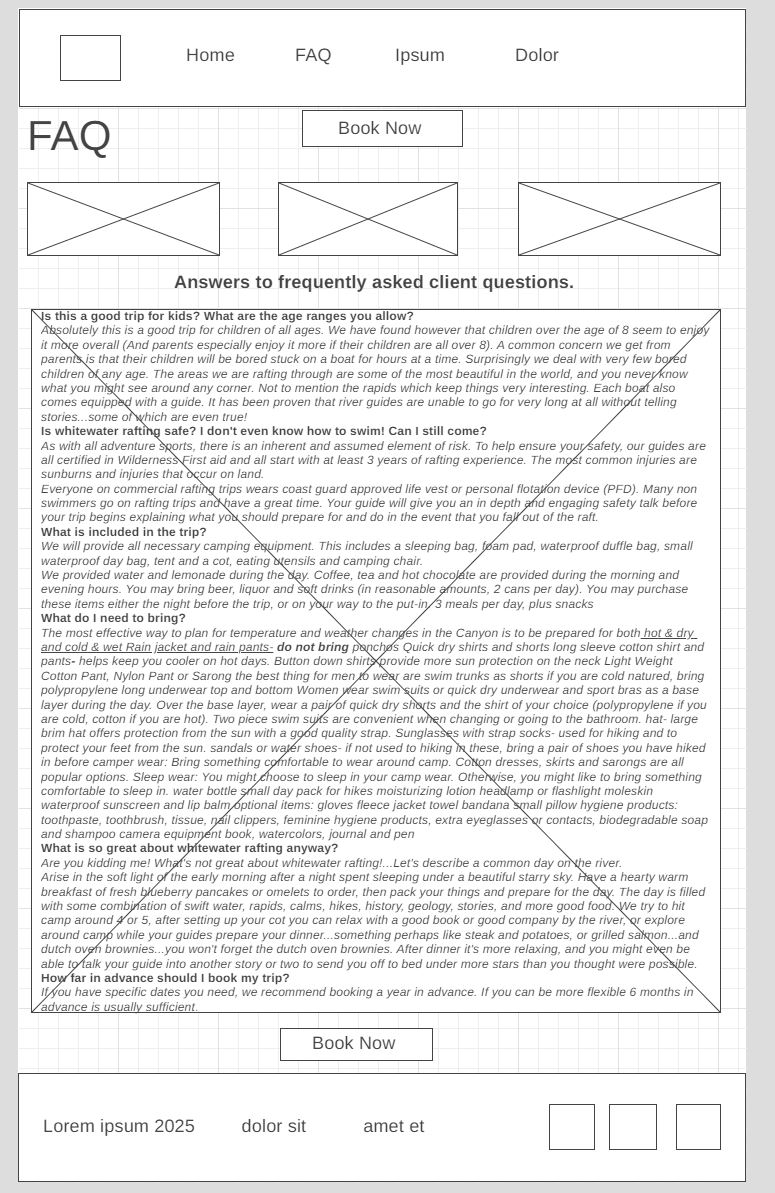 Home FAQ Ipsum Dolor
FAQ
Book Now
Answers to frequently asked client questions.
Is this a good trip for kids? What are the age ranges you allow?
Absolutely this is a good trip for children of all ages. We have found however that children over the age of 8 seem to enjoy
it more overall (And parents especially enjoy it more if their children are all over 8). A common concern we get from
parents is that their children will be bored stuck on a boat for hours at a time. Surprisingly we deal with very few bored
children of any age. The areas we are rafting through are some of the most beautiful in the world, and you never know
what you might see around any corner. Not to mention the rapids which keep things very interesting. Each boat also
comes equipped with a guide. It has been proven that river guides are unable to go for very long at all without telling
stories...some of which are even true!
Is whitewater rafting safe? I don't even know how to swim! Can I still come?
As with all adventure sports, there is an inherent and assumed element of risk. To help ensure your safety, our guides are
all certified in Wilderness First aid and all start with at least 3 years of rafting experience. The most common injuries are
sunburns and injuries that occur on land.
Everyone on commercial rafting trips wears coast guard approved life vest or personal flotation device (PFD). Many non
swimmers go on rafting trips and have a great time. Your guide will give you an in depth and engaging safety talk before
your trip begins explaining what you should prepare for and do in the event that you fall out of the raft.
What is included in the trip?
We will provide all necessary camping equipment. This includes a sleeping bag, foam pad, waterproof duffle bag, small
waterproof day bag, tent and a cot, eating utensils and camping chair.
We provided water and lemonade during the day. Coffee, tea and hot chocolate are provided during the morning and
evening hours. You may bring beer, liquor and soft drinks (in reasonable amounts, 2 cans per day). You may purchase
these items either the night before the trip, or on your way to the put-in. 3 meals per day, plus snacks
What do I need to bring?
The most effective way to plan for temperature and weather changes in the Canyon is to be prepared for both hot & dry
and cold & wet Rain jacket and rain pants- do not bring ponchos Quick dry shirts and shorts long sleeve cotton shirt and
pants- helps keep you cooler on hot days. Button down shirts provide more sun protection on the neck Light Weight
Cotton Pant, Nylon Pant or Sarong the best thing for men to wear are swim trunks as shorts if you are cold natured, bring
polypropylene long underwear top and bottom Women wear swim suits or quick dry underwear and sport bras as a base
layer during the day. Over the base layer, wear a pair of quick dry shorts and the shirt of your choice (polypropylene if you
are cold, cotton if you are hot). Two piece swim suits are convenient when changing or going to the bathroom. hat- large
brim hat offers protection from the sun with a good quality strap. Sunglasses with strap socks- used for hiking and to
protect your feet from the sun. sandals or water shoes- if not used to hiking in these, bring a pair of shoes you have hiked
in before camper wear: Bring something comfortable to wear around camp. Cotton dresses, skirts and sarongs are all
popular options. Sleep wear: You might choose to sleep in your camp wear. Otherwise, you might like to bring something
comfortable to sleep in. water bottle small day pack for hikes moisturizing lotion headlamp or flashlight moleskin
waterproof sunscreen and lip balm optional items: gloves fleece jacket towel bandana small pillow hygiene products:
toothpaste, toothbrush, tissue, nail clippers, feminine hygiene products, extra eyeglasses or contacts, biodegradable soap
and shampoo camera equipment book, watercolors, journal and pen
What is so great about whitewater rafting anyway?
Are you kidding me! What's not great about whitewater rafting!...Let's describe a common day on the river.
Arise in the soft light of the early morning after a night spent sleeping under a beautiful starry sky. Have a hearty warm
breakfast of fresh blueberry pancakes or omelets to order, then pack your things and prepare for the day. The day is filled
with some combination of swift water, rapids, calms, hikes, history, geology, stories, and more good food. We try to hit
camp around 4 or 5, after setting up your cot you can relax with a good book or good company by the river, or explore
around camp while your guides prepare your dinner...something perhaps like steak and potatoes, or grilled salmon...and
dutch oven brownies...you won't forget the dutch oven brownies. After dinner it's more relaxing, and you might even be
able to talk your guide into another story or two to send you off to bed under more stars than you thought were possible.
How far in advance should I book my trip?
If you have specific dates you need, we recommend booking a year in advance. If you can be more flexible 6 months in
advance is usually sufficient.
Book Now
Lorem ipsum 2025 dolor sit amet et